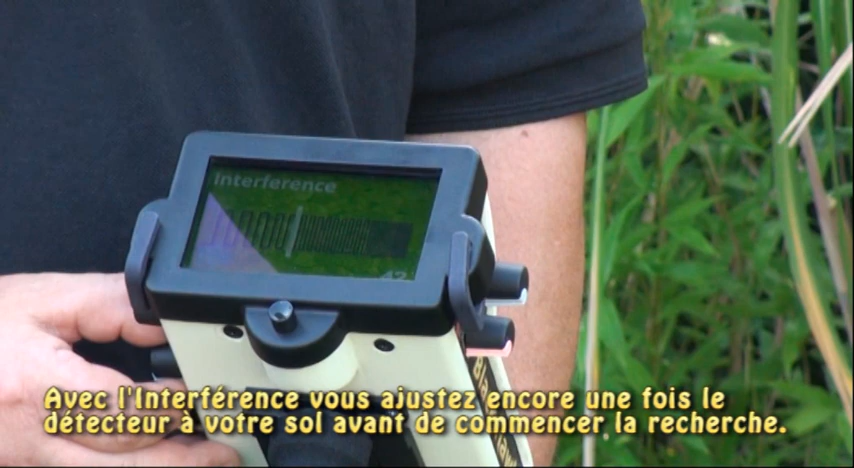 Interference
42
Avec l'Interférence vous ajustez encore une fois le
détecteur à votre sol avant de commencer la recherche.